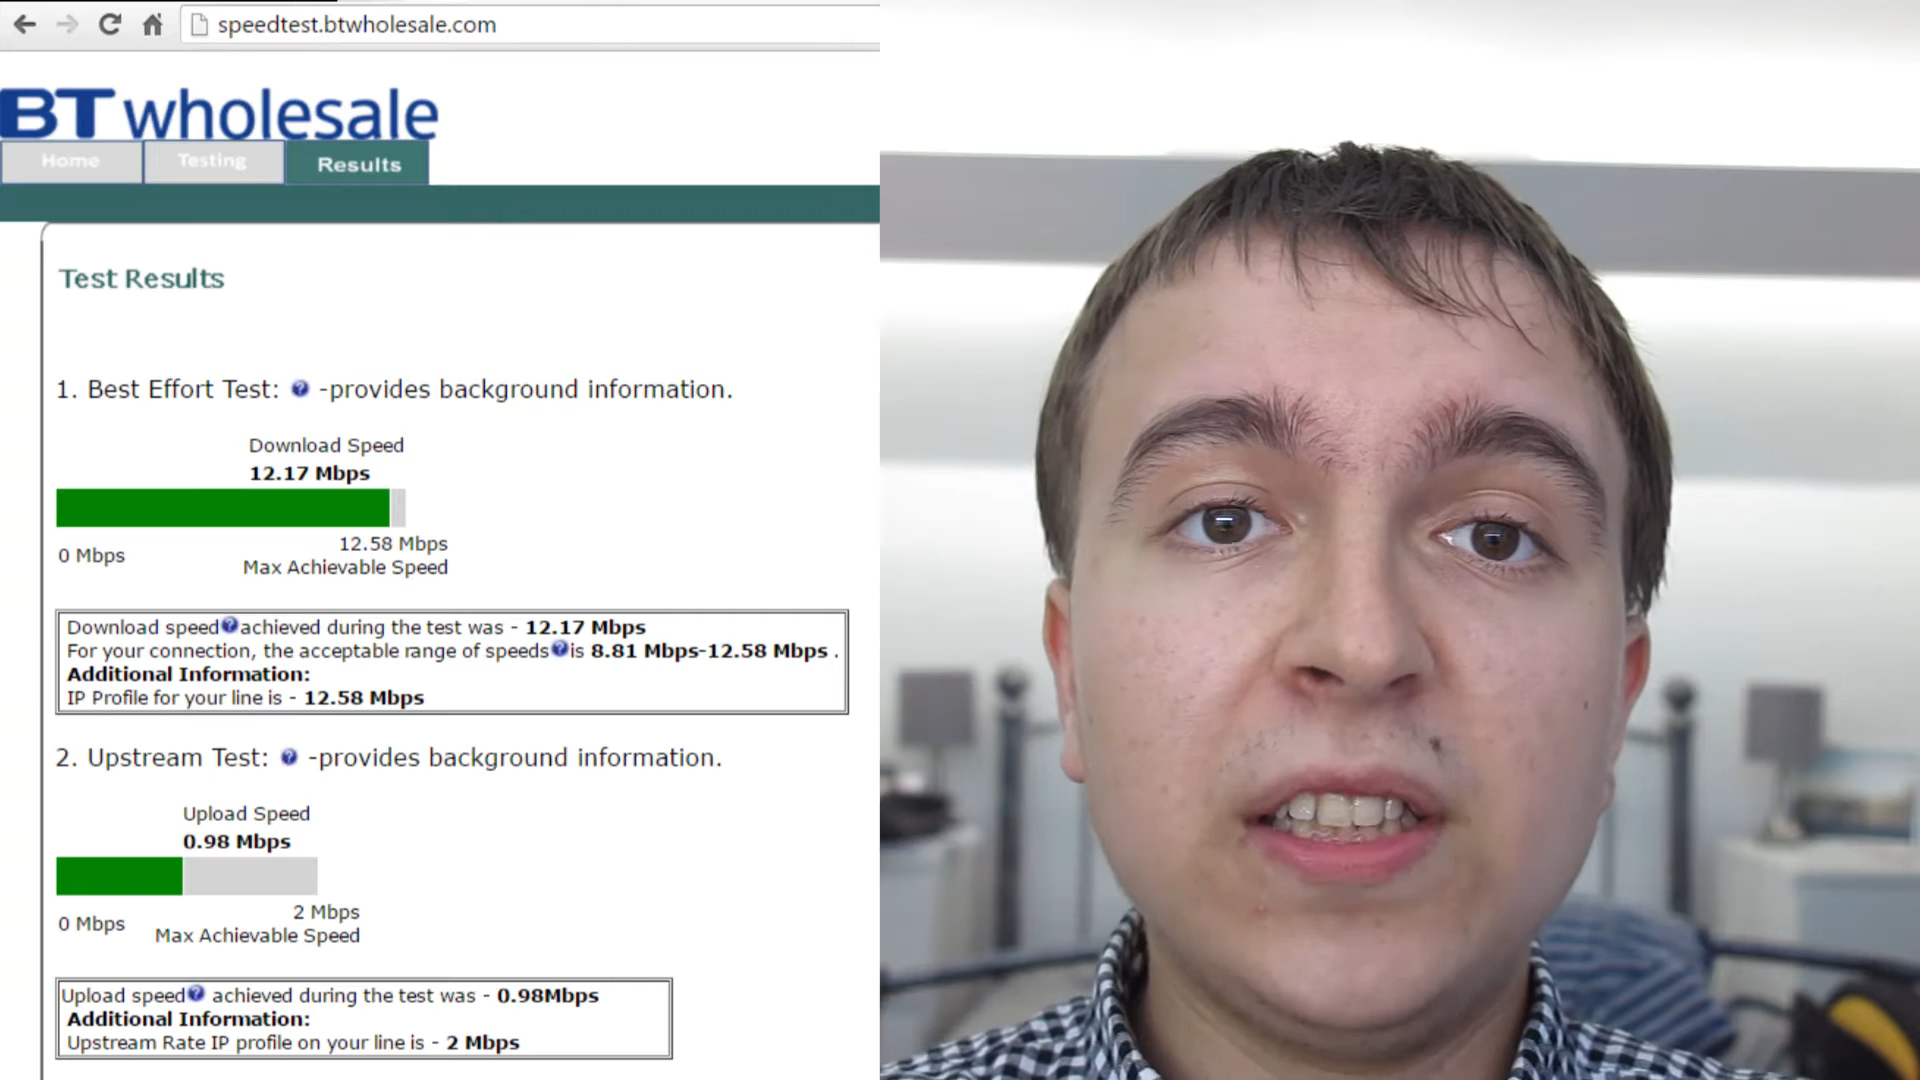 speedtest.btwholesale.com
BT wholesale
Home Testing Results
Test Results
1. Best Effort Test: -provides background information.
Download Speed
12.17 Mbps
12.58 Mbps
0 Mbps
Max Achievable Speed
Download speed achieved during the test was - 12.17 Mbps
For your connection, the acceptable range of speeds is 8.81 Mbps-12.58 Mbps .
Additional Information:
IP Profile for your line is - 12.58 Mbps
2. Upstream Test: -provides background information.
Upload Speed
0.98 Mbps
2 Mbps
0 Mbps
Max Achievable Speed
Upload speed achieved during the test was - 0.98Mbps
Additional Information:
Upstream Rate IP profile on your line is - 2 Mbps